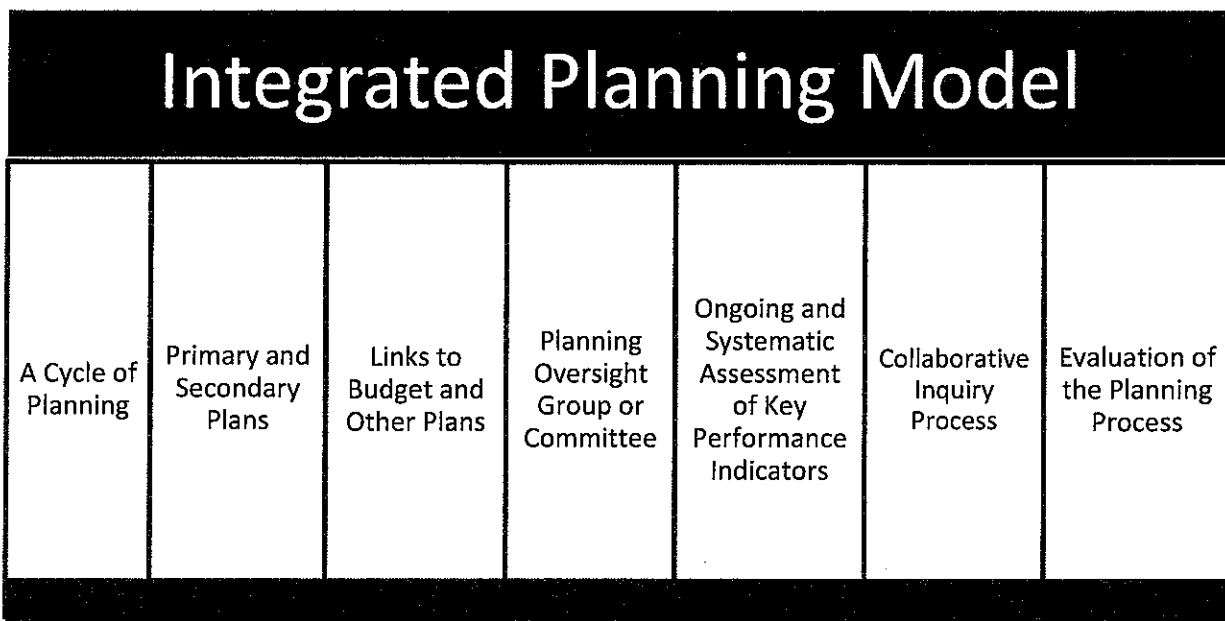 Integrated Planning Model
A Cycle of
Planning
Primary and
Secondary
Plans
Links to
Budget and
Other Plans
Planning
Oversight
Group or
Committee
Ongoing and
Systematic
Assessment
of Key
Performance
Indicators
Collaborative
Inquiry
Process
Evaluation of
the Planning
Process